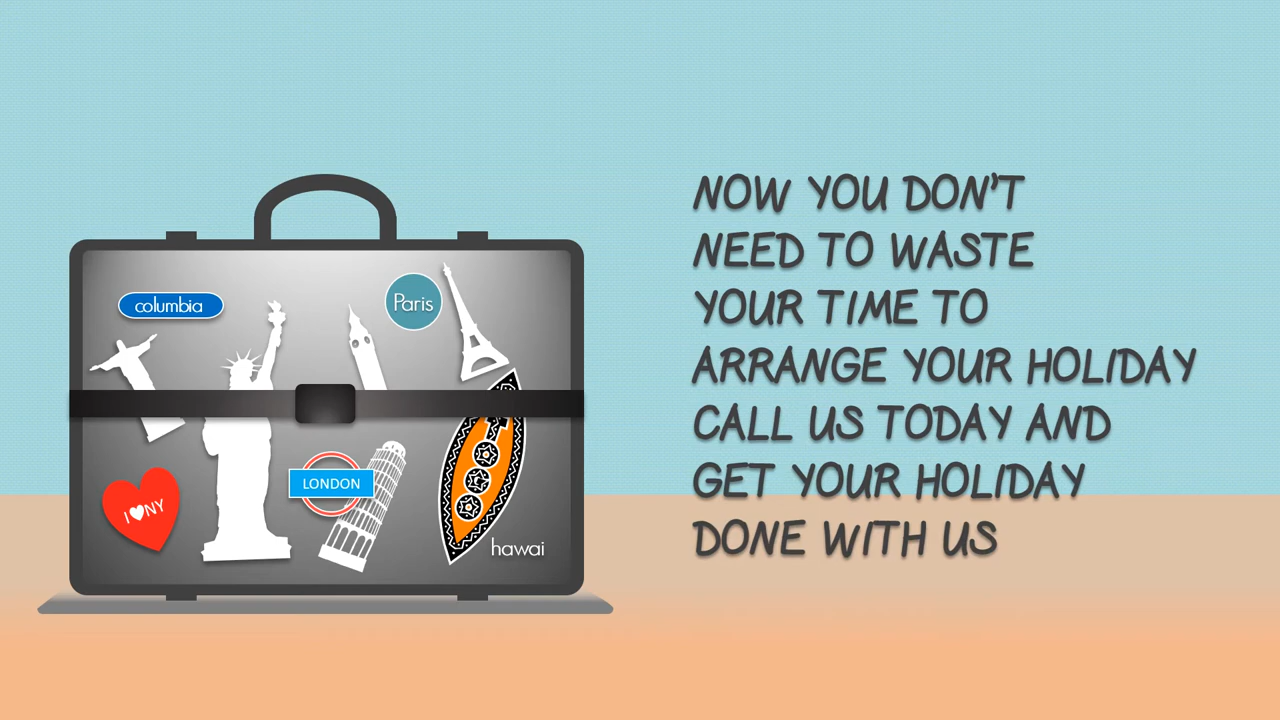 columbia
Paris
I ♥ NY
LONDON
hawai
NOW YOU DON'T
NEED TO WASTE
YOUR TIME TO
ARRANGE YOUR HOLIDAY
CALL US TODAY AND
GET YOUR HOLIDAY
DONE WITH US